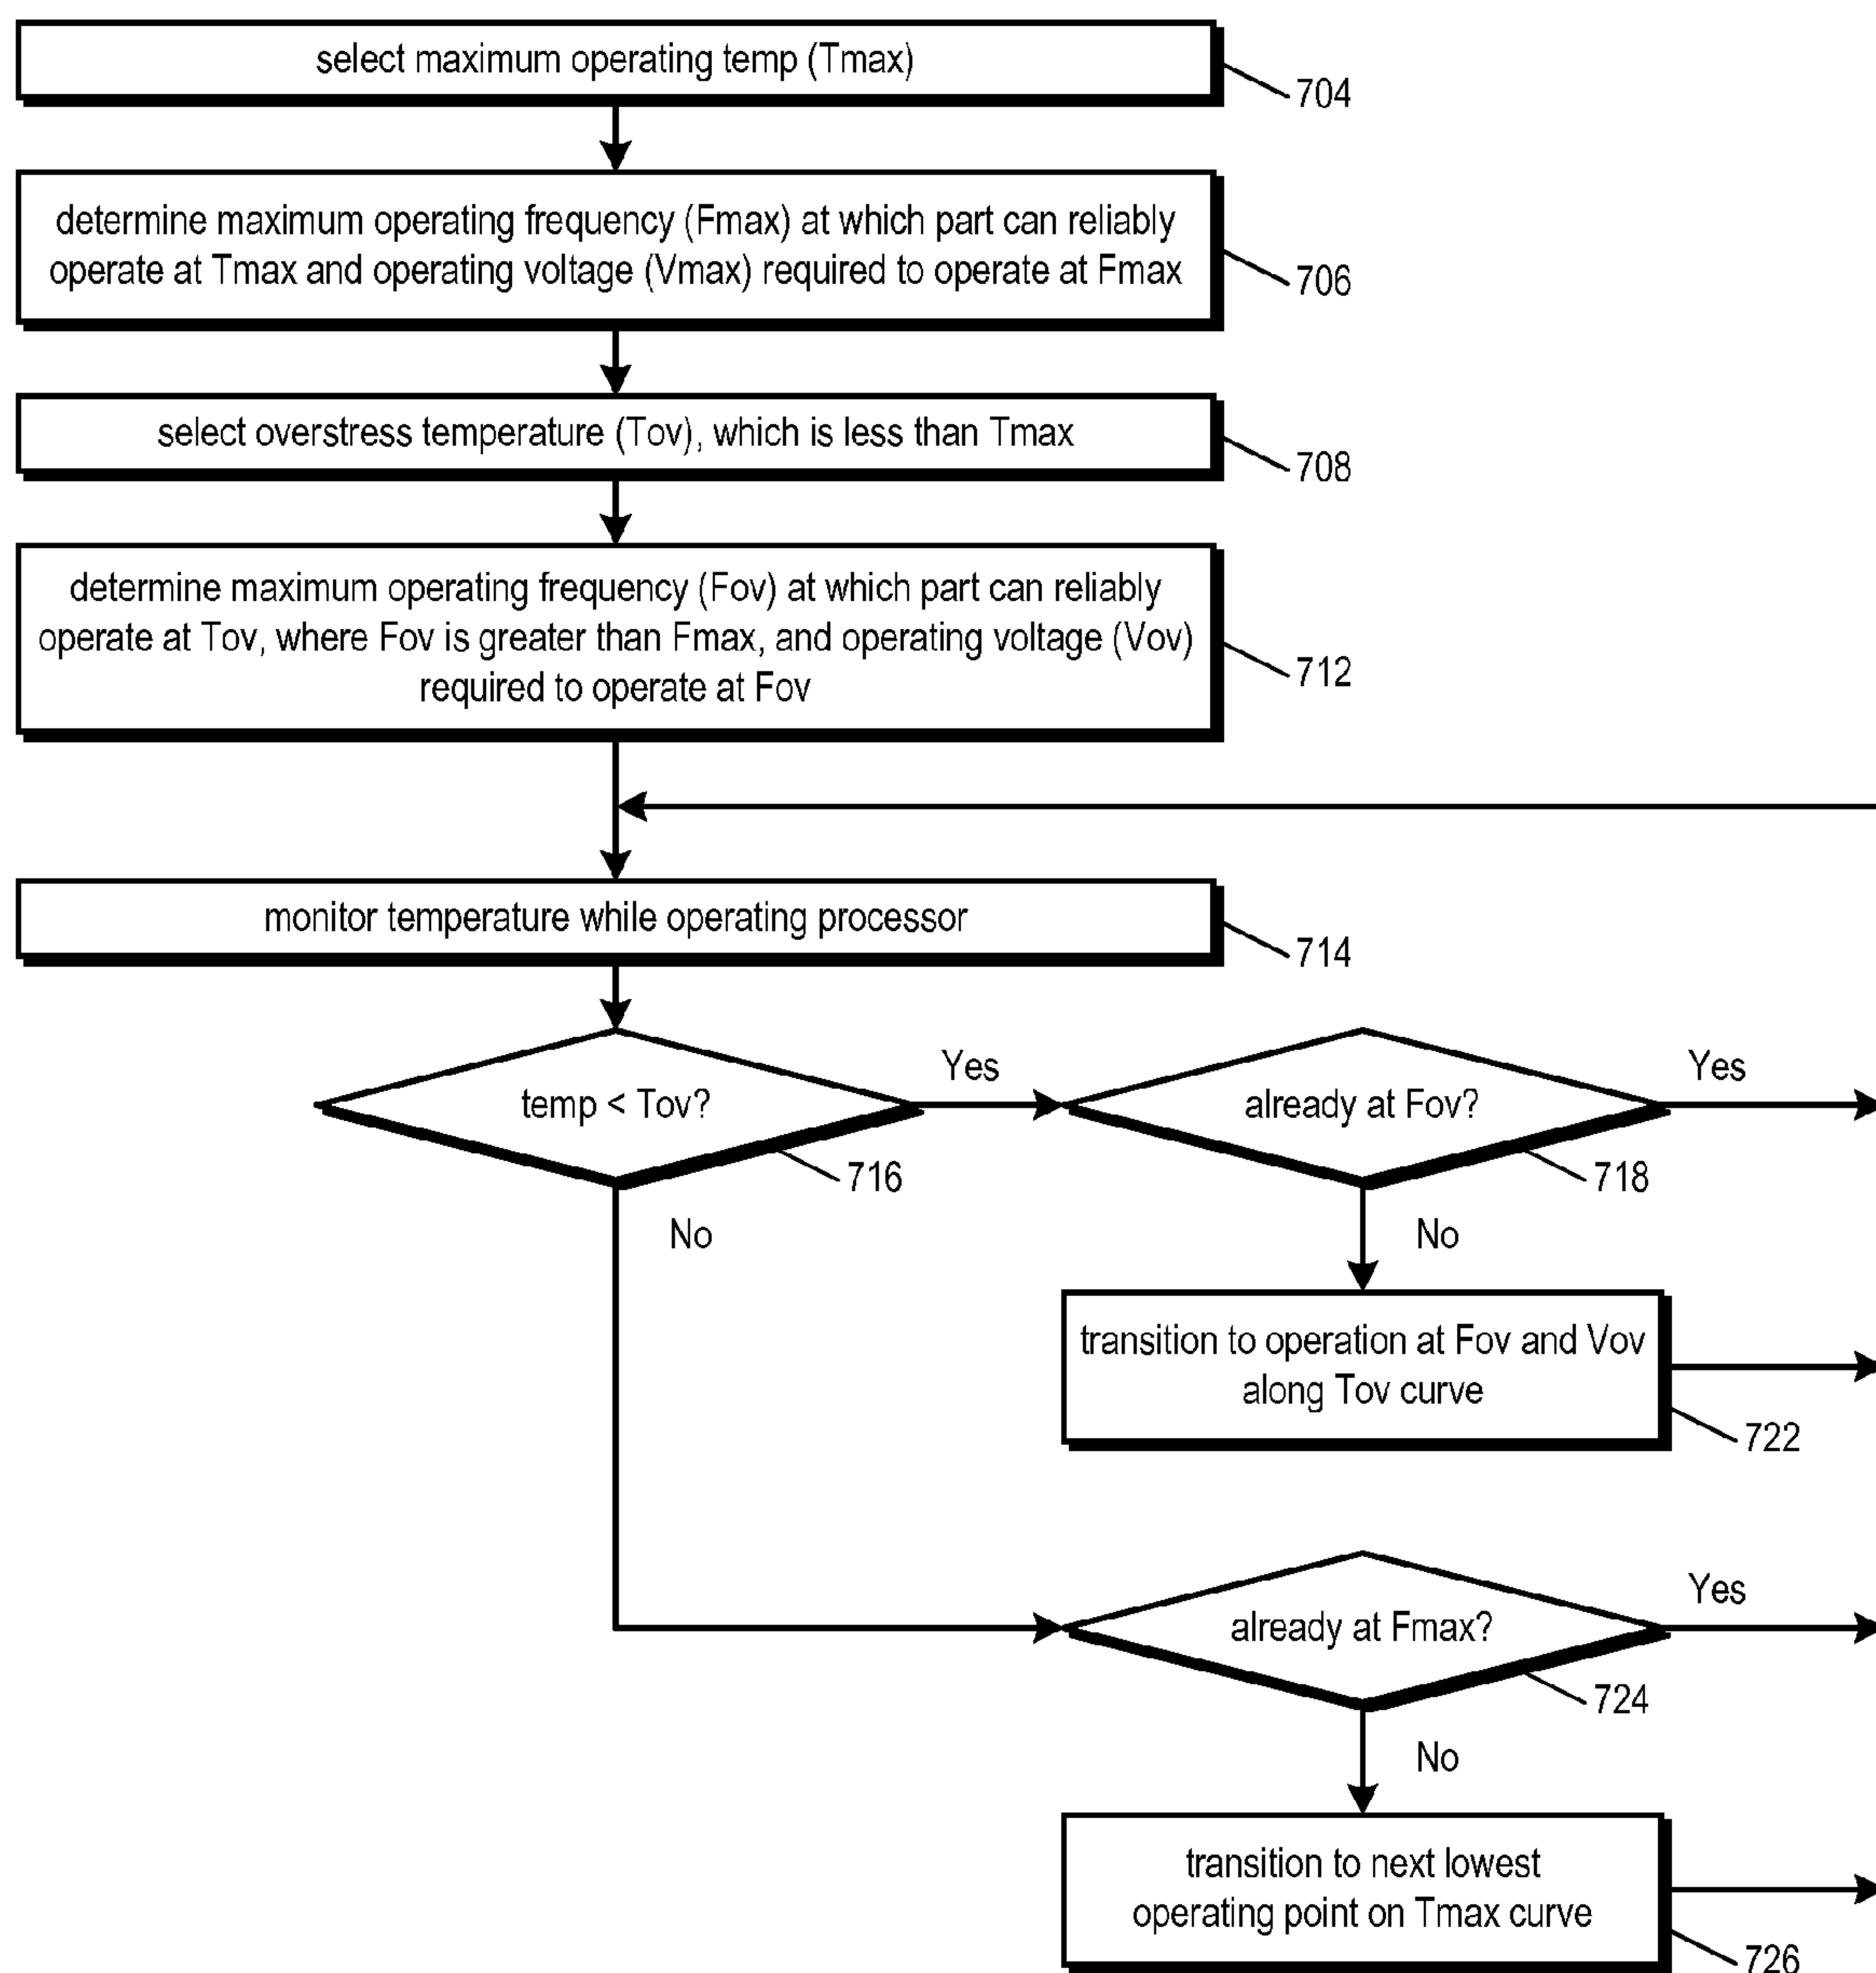 select maximum operating temp (Tmax)
704
determine maximum operating frequency (Fmax) at which part can reliably
operate at Tmax and operating voltage (Vmax) required to operate at Fmax
706
select overstress temperature (Tov), which is less than Tmax
708
determine maximum operating frequency (Fov) at which part can reliably
operate at Tov, where Fov is greater than Fmax, and operating voltage (Vov)
required to operate at Fov
712
monitor temperature while operating processor
714
temp < Tov?
716
Yes
already at Fov?
718
Yes
No
No
transition to operation at Fov and Vov
along Tov curve
722
already at Fmax?
724
Yes
No
transition to next lowest
operating point on Tmax curve
726